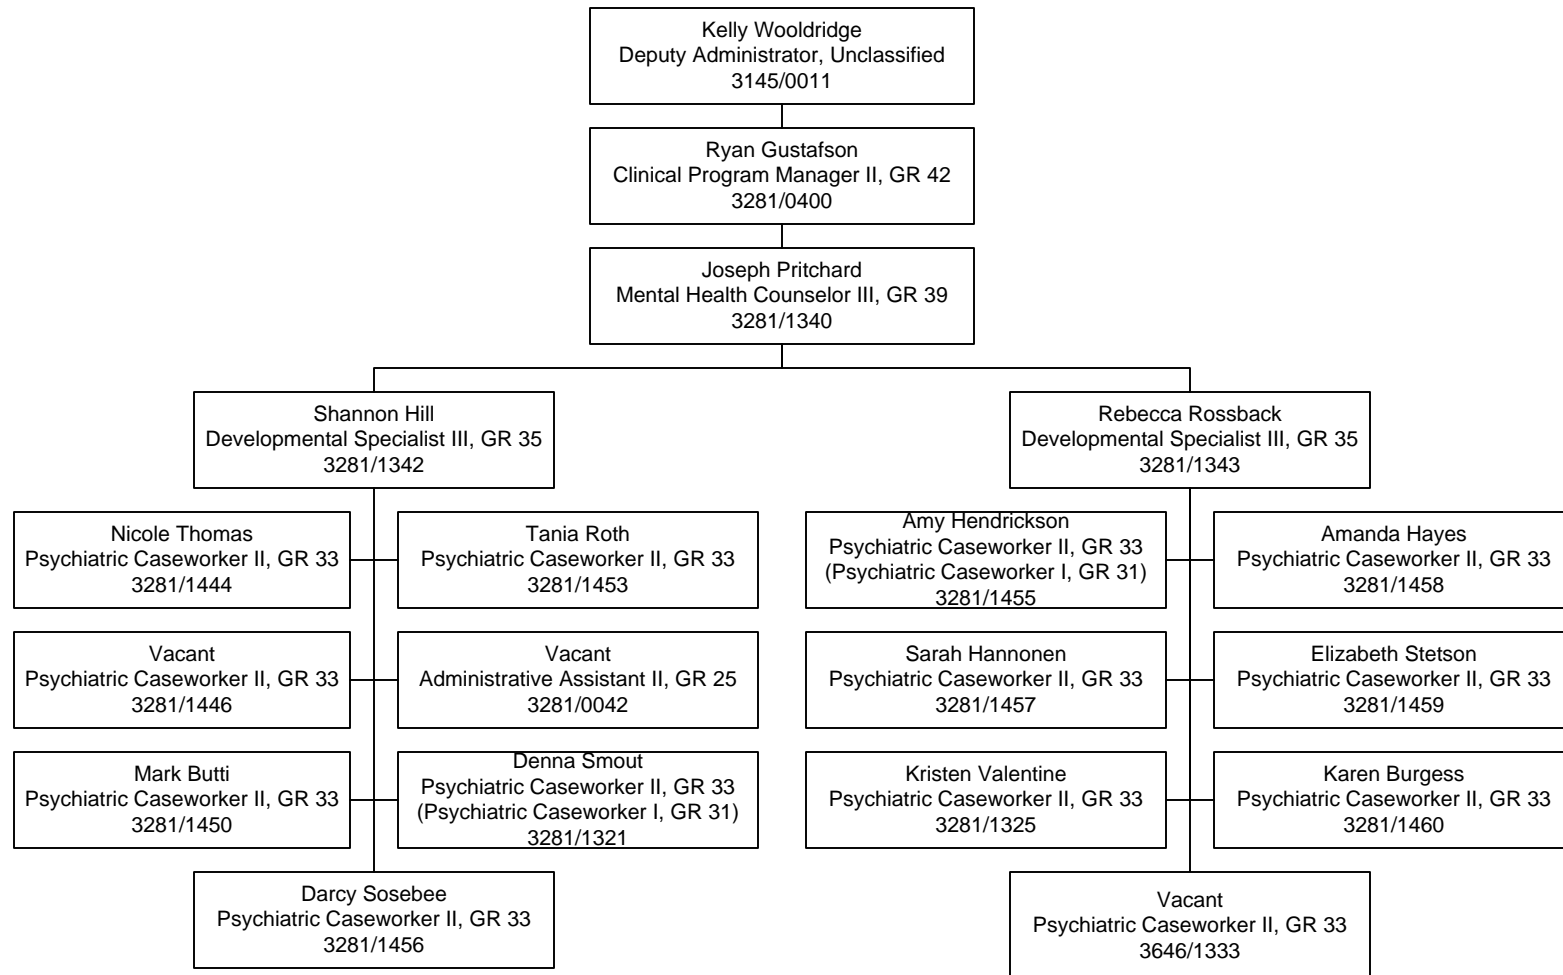 Kelly Wooldridge
Deputy Administrator, Unclassified
3145/0011
Ryan Gustafson
Clinical Program Manager II, GR 42
3281/0400
Joseph Pritchard
Mental Health Counselor III, GR 39
3281/1340
Shannon Hill
Developmental Specialist III, GR 35
3281/1342
Rebecca Rossback
Developmental Specialist III, GR 35
3281/1343
Nicole Thomas
Psychiatric Caseworker II, GR 33
3281/1444
Tania Roth
Psychiatric Caseworker II, GR 33
3281/1453
Amy Hendrickson
Psychiatric Caseworker II, GR 33
(Psychiatric Caseworker I, GR 31)
3281/1455
Amanda Hayes
Psychiatric Caseworker II, GR 33
3281/1458
Vacant
Psychiatric Caseworker II, GR 33
3281/1446
Vacant
Administrative Assistant II, GR 25
3281/0042
Sarah Hannonen
Psychiatric Caseworker II, GR 33
3281/1457
Elizabeth Stetson
Psychiatric Caseworker II, GR 33
3281/1459
Mark Butti
Psychiatric Caseworker II, GR 33
3281/1450
Denna Smout
Psychiatric Caseworker II, GR 33
(Psychiatric Caseworker I, GR 31)
3281/1321
Kristen Valentine
Psychiatric Caseworker II, GR 33
3281/1325
Karen Burgess
Psychiatric Caseworker II, GR 33
3281/1460
Darcy Sosebee
Psychiatric Caseworker II, GR 33
3281/1456
Vacant
Psychiatric Caseworker II, GR 33
3646/1333